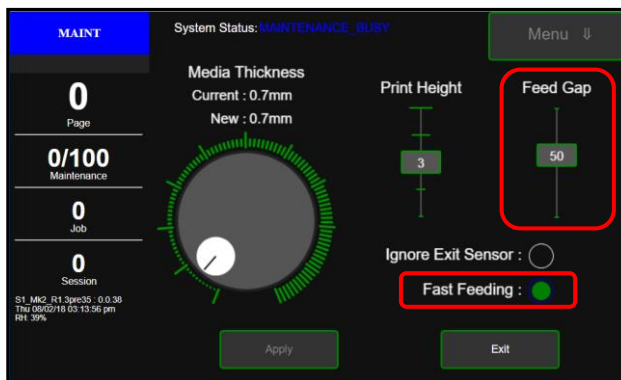 MAINT
System Status: MAINTENANCE_BUSY
Menu ⇓
0
Page
0/100
Maintenance
0
Job
0
Session
S1_Mk2_R1.3pre35 : 0.0.38
Thu 08/02/18 03:13:56 pm
RH: 39%
Media Thickness
Current : 0.7mm
New : 0.7mm
Print Height
3
Feed Gap
50
Ignore Exit Sensor :
Fast Feeding :
Apply
Exit